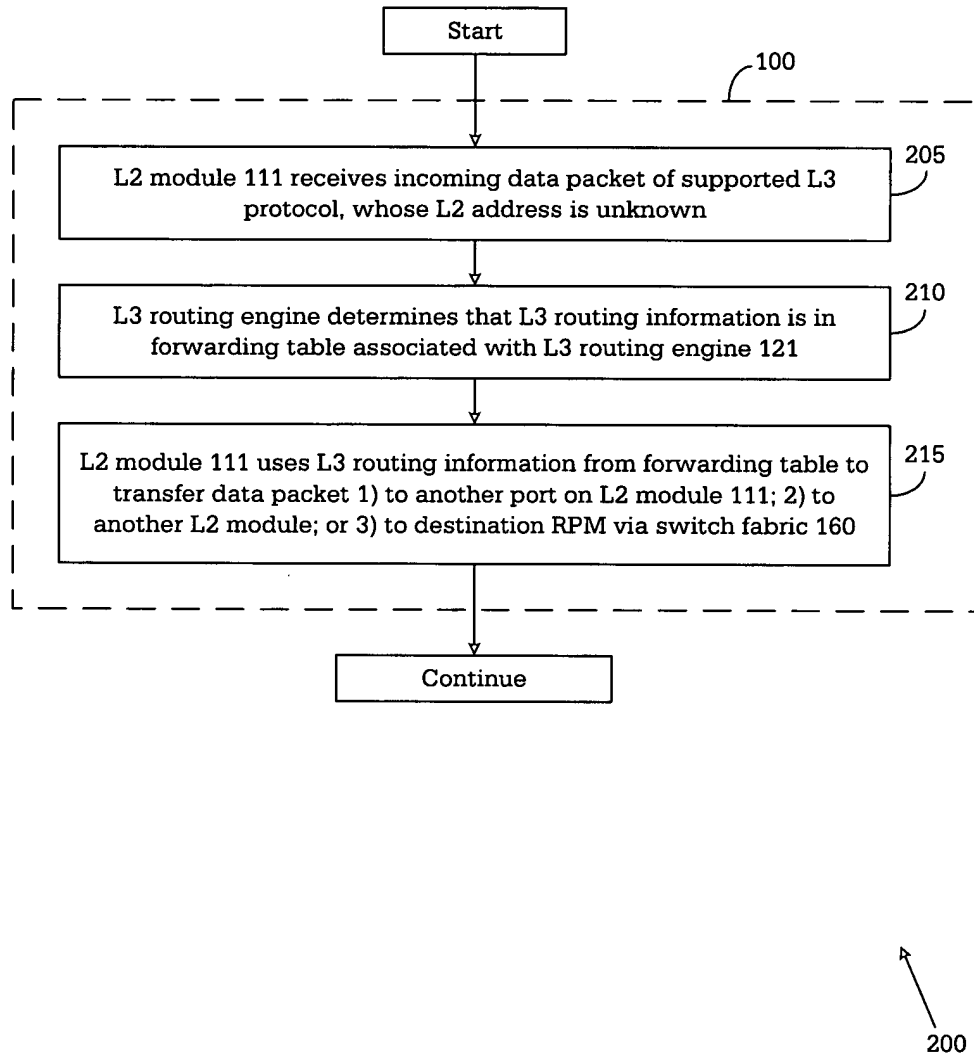 Start
100
L2 module 111 receives incoming data packet of supported L3
protocol, whose L2 address is unknown
205
L3 routing engine determines that L3 routing information is in
forwarding table associated with L3 routing engine 121
210
L2 module 111 uses L3 routing information from forwarding table to
transfer data packet 1) to another port on L2 module 111; 2) to
another L2 module; or 3) to destination RPM via switch fabric 160
215
Continue
200